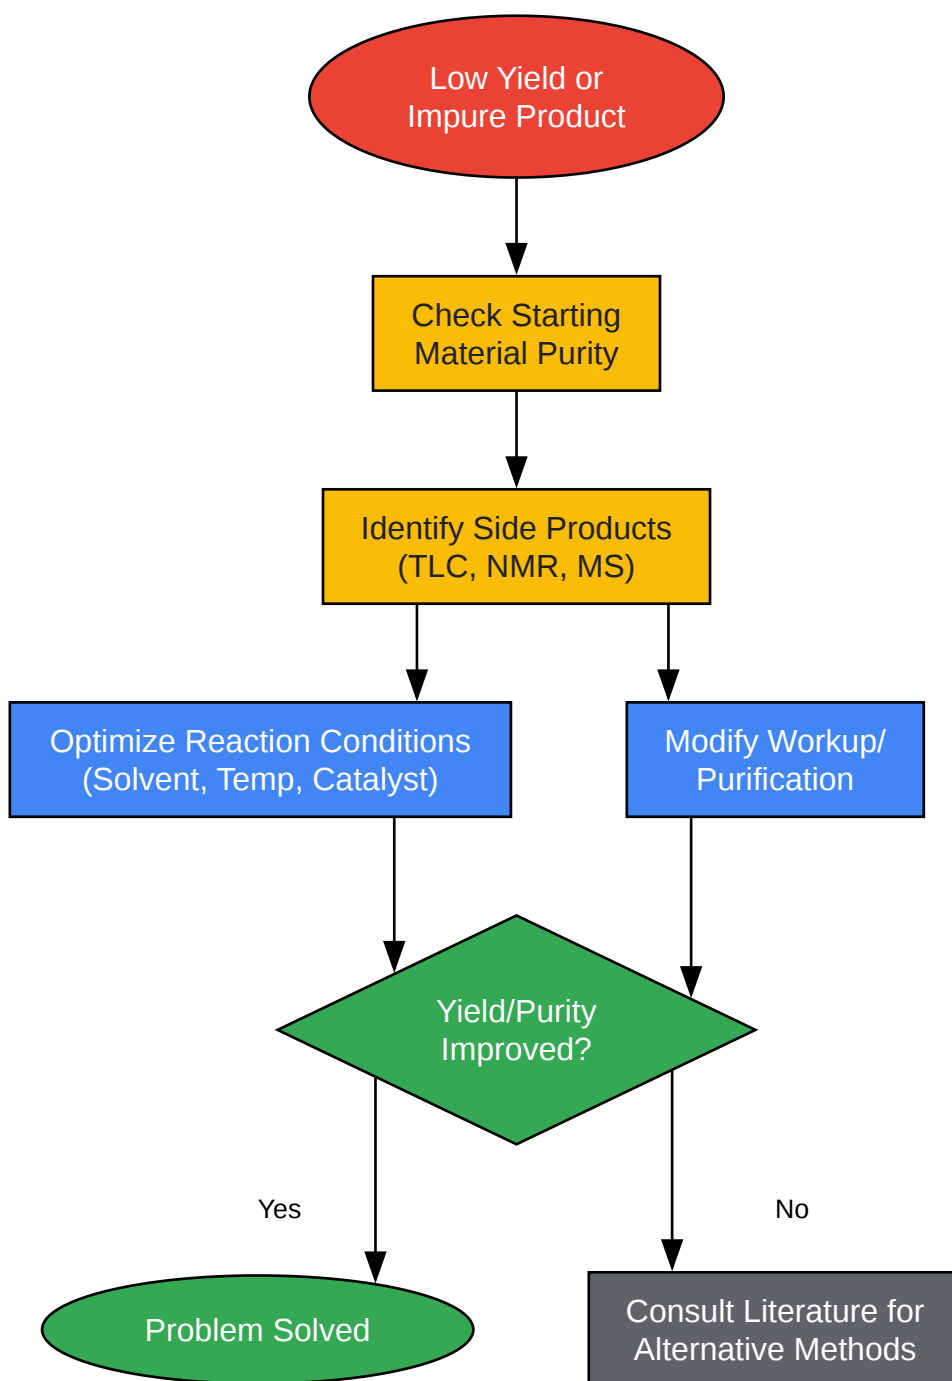 Low Yield or
Impure Product
Check Starting
Material Purity
Identify Side Products
(TLC, NMR, MS)
Optimize Reaction Conditions
(Solvent, Temp, Catalyst)
Modify Workup/
Purification
Yield/Purity
Improved?
Yes
No
Problem Solved
Consult Literature for
Alternative Methods